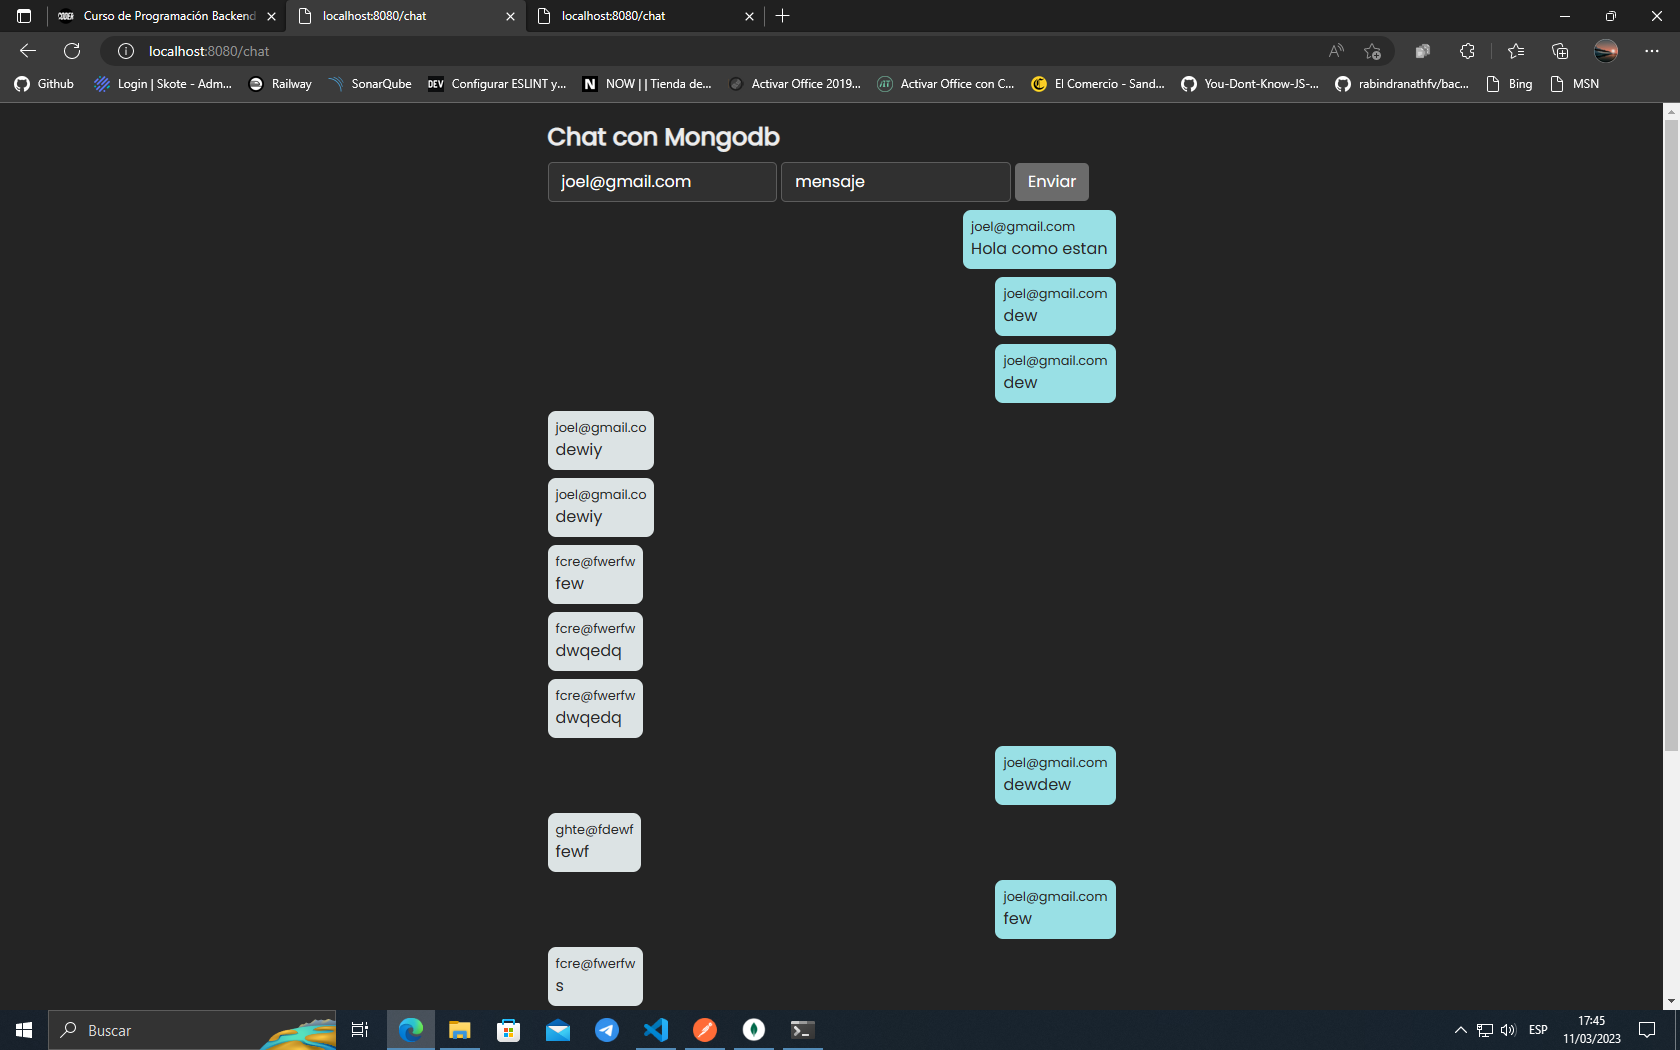 CODER Curso de Programación Backend
localhost:8080/chat
localhost:8080/chat
localhost:8080/chat
Github
Login | Skote - Adm...
Railway
SonarQube
DEV Configurar ESLINT y...
N NOW | | Tienda de...
Activar Office 2019...
Activar Office con C...
El Comercio - Sand...
You-Dont-Know-JS-...
rabindranathfv/bac...
Bing
MSN
Chat con Mongodb
joel@gmail.com mensaje Enviar
joel@gmail.com
Hola como estan
joel@gmail.com
dew
joel@gmail.com
dew
joel@gmail.co
dewiy
joel@gmail.co
dewiy
fcre@fwerfw
few
fcre@fwerfw
dwqedq
fcre@fwerfw
dwqedq
joel@gmail.com
dewdew
ghte@fdewf
fewf
joel@gmail.com
few
fcre@fwerfw
s
Buscar
ESP
17:45
11/03/2023